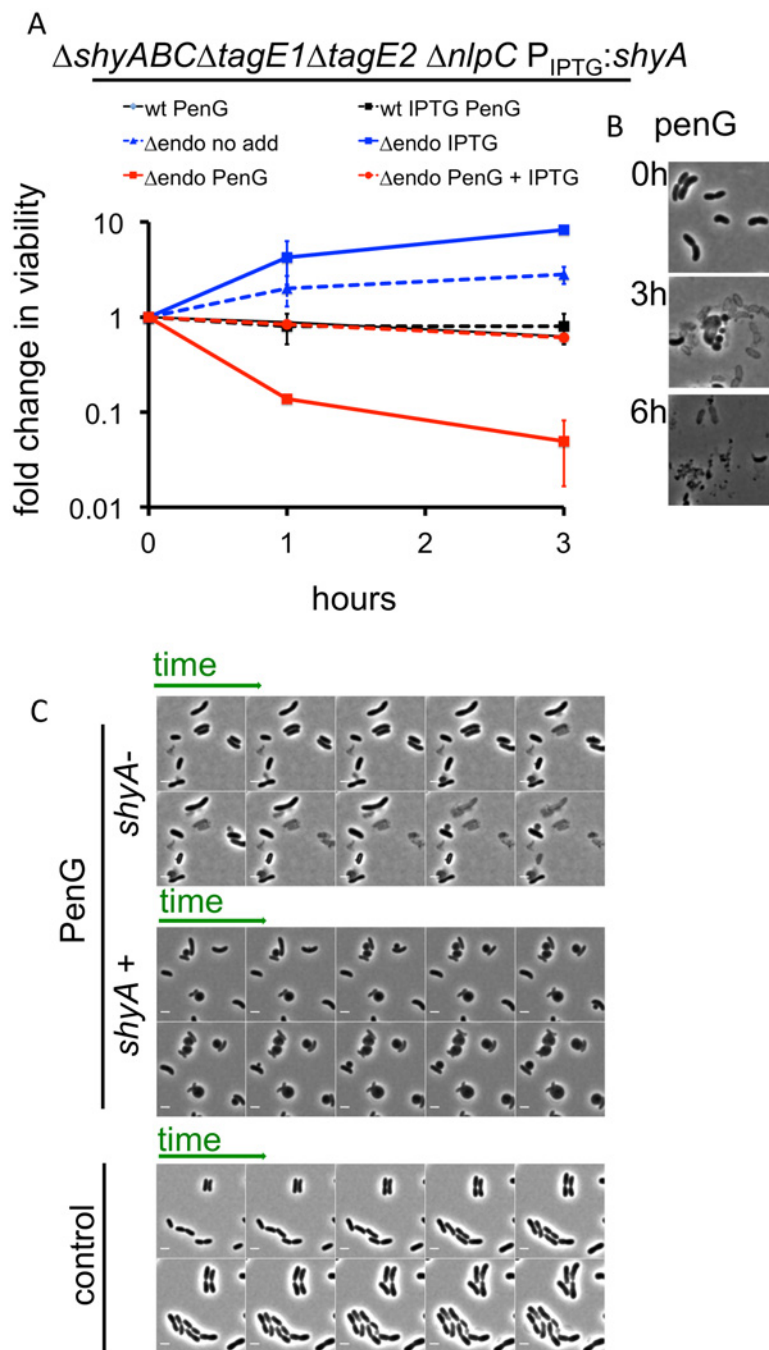 A
ΔshyABCΔtagE1ΔtagE2 ΔnlpC P_IPTG:shyA
wt PenG
wt IPTG PenG
Δendo no add
Δendo IPTG
Δendo PenG
Δendo PenG + IPTG
fold change in viability
10
1
0.1
0.01
0
1
2
3
hours
B
penG
0h
3h
6h
C
time
PenG
shyA-
time
shyA +
time
control